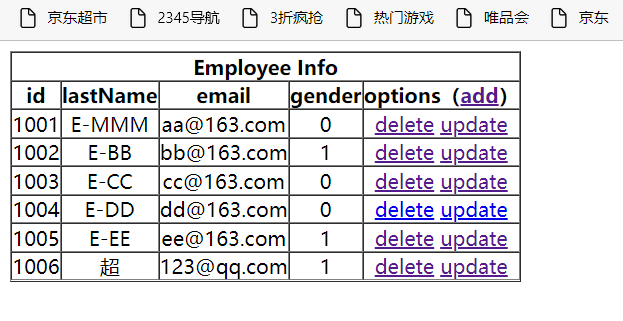 京东超市 2345导航 3折疯抢 热门游戏 唯品会 京东
Employee Info
id lastName email gender options（add）
1001 E-MMM aa@163.com 0 delete update
1002 E-BB bb@163.com 1 delete update
1003 E-CC cc@163.com 0 delete update
1004 E-DD dd@163.com 0 delete update
1005 E-EE ee@163.com 1 delete update
1006 超 123@qq.com 1 delete update